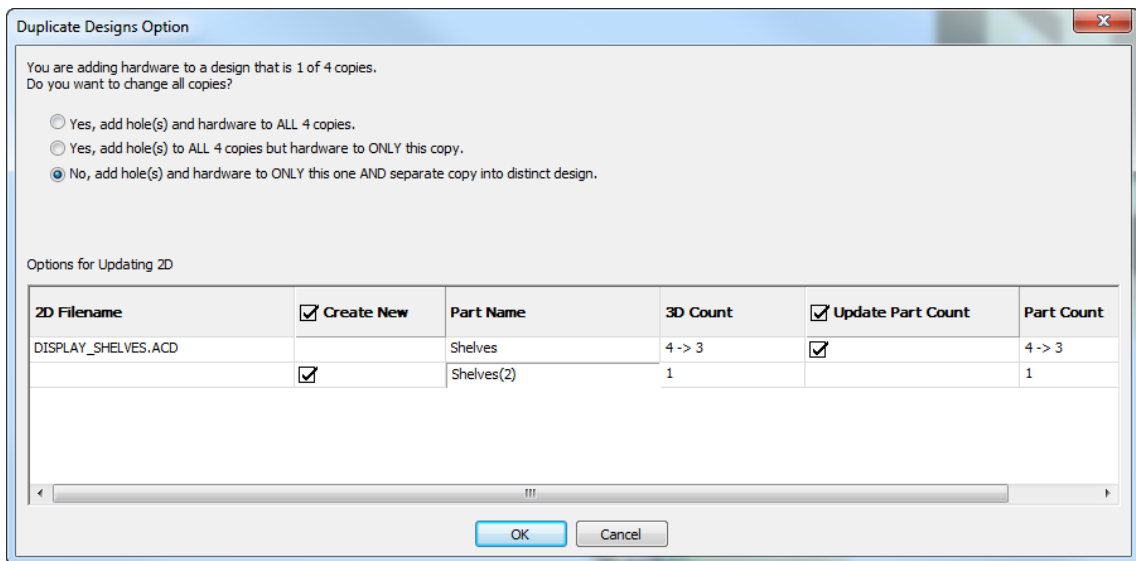 Duplicate Designs Option
You are adding hardware to a design that is 1 of 4 copies.
Do you want to change all copies?
Yes, add hole(s) and hardware to ALL 4 copies.
Yes, add hole(s) to ALL 4 copies but hardware to ONLY this copy.
No, add hole(s) and hardware to ONLY this one AND separate copy into distinct design.
Options for Updating 2D
2D Filename Create New Part Name 3D Count Update Part Count Part Count
DISPLAY_SHELVES.ACD Shelves 4 -> 3 4 -> 3
Shelves(2) 1 1
OK Cancel